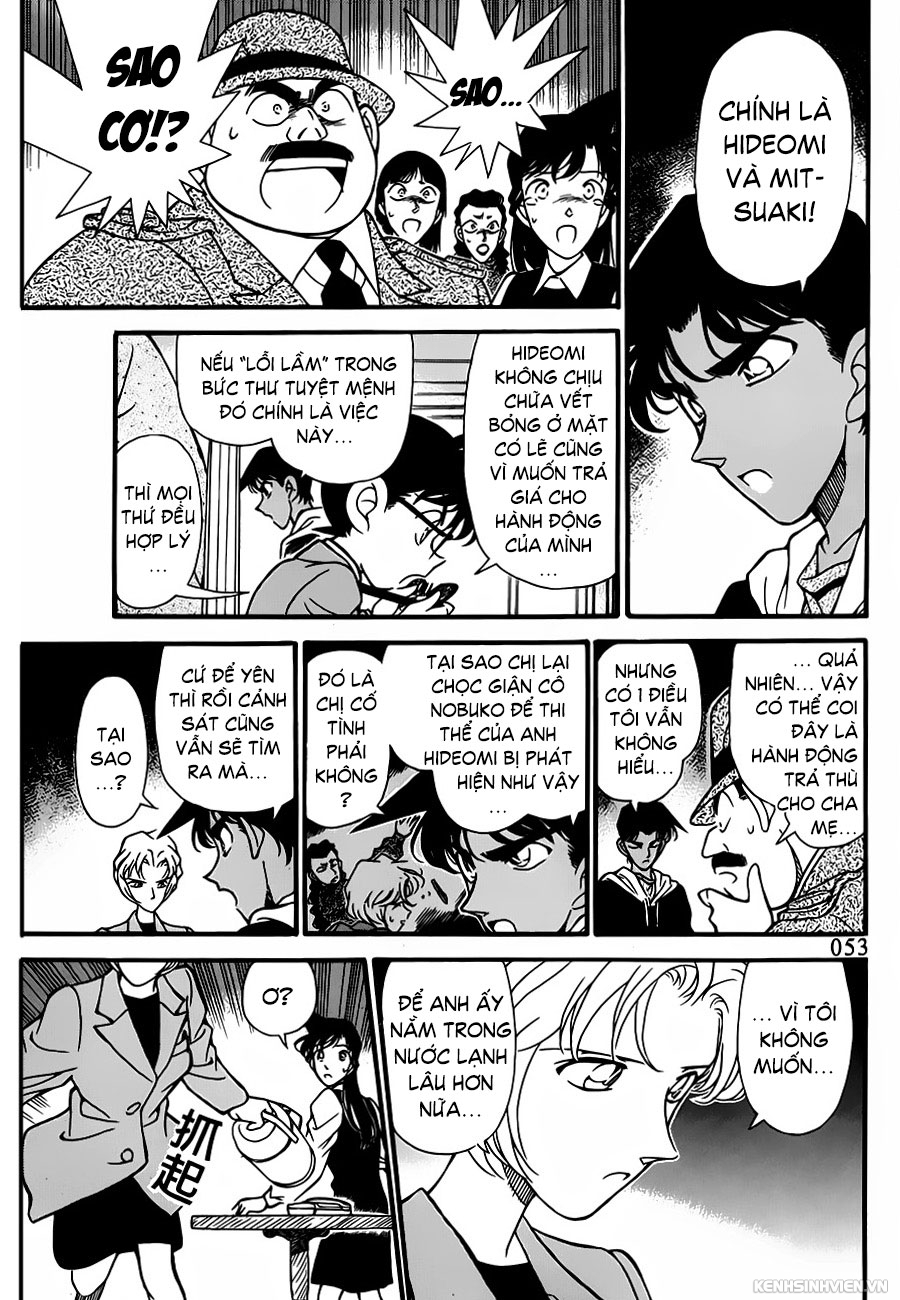 CHÍNH LÀ
HIDEOMI
VÀ MIT-
SUAKI!
SAO...
SAO
CƠ!?
HIDEOMI
KHÔNG CHỊU
CHỮA VẾT
BỎNG Ở MẶT
CÓ LẼ CŨNG
VÌ MUỐN TRẢ
GIÁ CHO
HÀNH ĐỘNG
CỦA MÌNH
...
NẾU “LỖI LẦM” TRONG
BỨC THƯ TUYỆT MỆNH
ĐÓ CHÍNH LÀ VIỆC
NÀY...
THÌ MỌI
THỨ ĐỀU
HỢP LÝ
...
... QUẢ
NHIÊN... VẬY
CÓ THỂ COI
ĐÂY LÀ
HÀNH ĐỘNG
TRẢ THÙ
CHO CHA
MẸ...
NHƯNG
CÓ 1 ĐIỀU
TÔI VẪN
KHÔNG
HIỂU...
TẠI SAO CHỊ LẠI
CHỌC GIẬN CÔ
NOBUKO ĐỂ THI
THỂ CỦA ANH
HIDEOMI BỊ PHÁT
HIỆN NHƯ VẬY
...
ĐÓ LÀ
CHỊ CỐ
TÌNH
PHẢI
KHÔNG
?
CỨ ĐỂ YÊN
THÌ RỒI CẢNH
SÁT CŨNG
VẪN SẼ TÌM
RA MÀ...
TẠI
SAO
...?
053
... VÌ TÔI
KHÔNG
MUỐN...
ĐỂ ANH ẤY
NẰM TRONG
NƯỚC LẠNH
LÂU HƠN
NỮA...
Ơ?
抓起
KENHSINHVIEN.VN